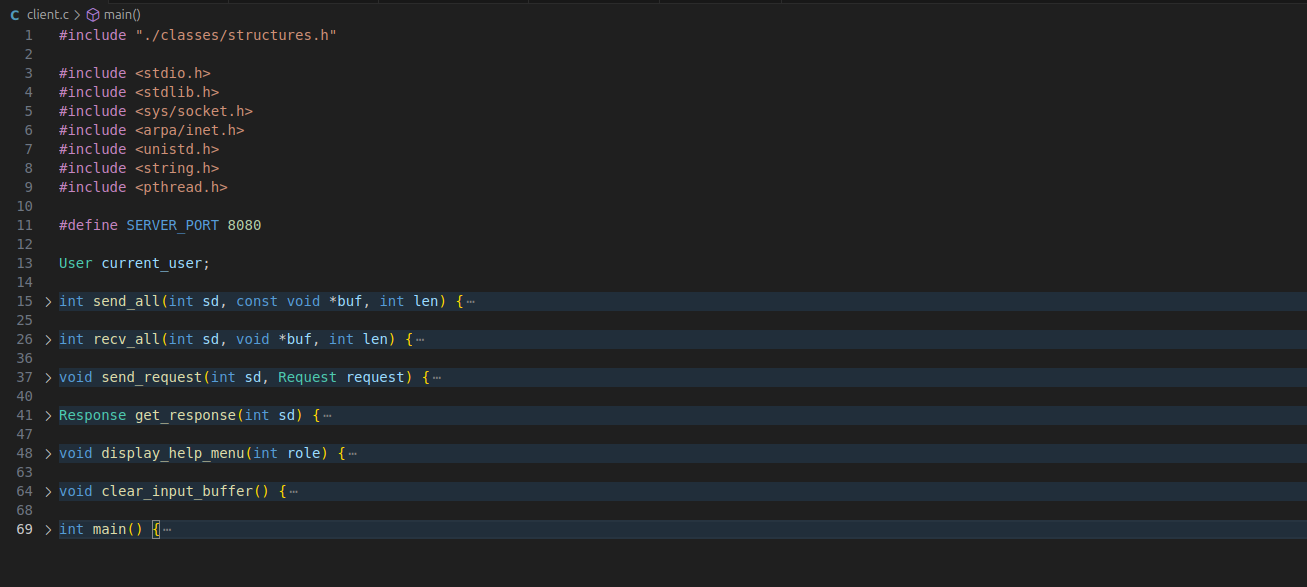 client.c > main()
1 #include "./classes/structures.h"
2
3 #include <stdio.h>
4 #include <stdlib.h>
5 #include <sys/socket.h>
6 #include <arpa/inet.h>
7 #include <unistd.h>
8 #include <string.h>
9 #include <pthread.h>
10
11 #define SERVER_PORT 8080
12
13 User current_user;
14
15 > int send_all(int sd, const void *buf, int len) {⋯
25
26 > int recv_all(int sd, void *buf, int len) {⋯
36
37 > void send_request(int sd, Request request) {⋯
40
41 > Response get_response(int sd) {⋯
47
48 > void display_help_menu(int role) {⋯
63
64 > void clear_input_buffer() {⋯
68
69 > int main() {⋯